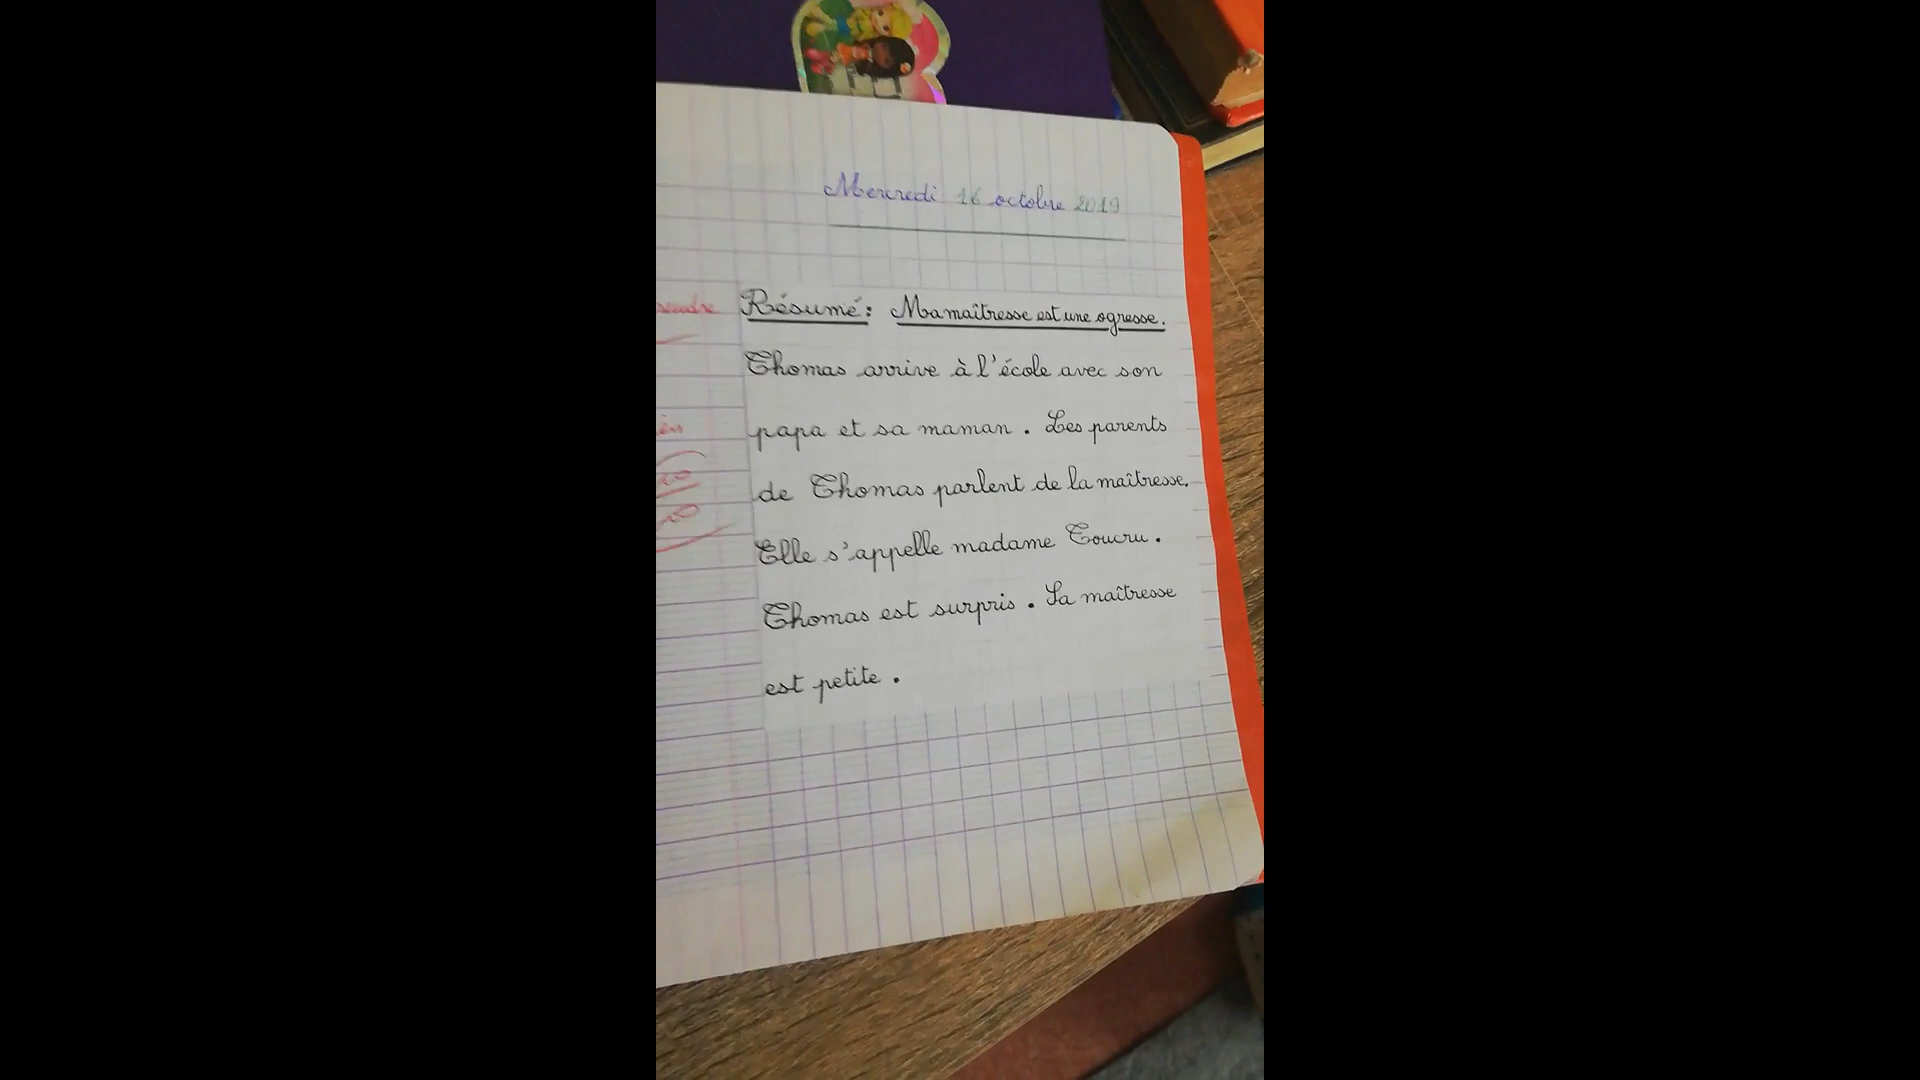 Mercredi 16 octobre 2019
Résumé: Ma maîtresse est une ogresse.
Thomas arrive à l'école avec son
papa et sa maman. Les parents
de Thomas parlent de la maîtresse.
Elle s'appelle madame Toucru.
Thomas est surpris. La maîtresse
est petite.